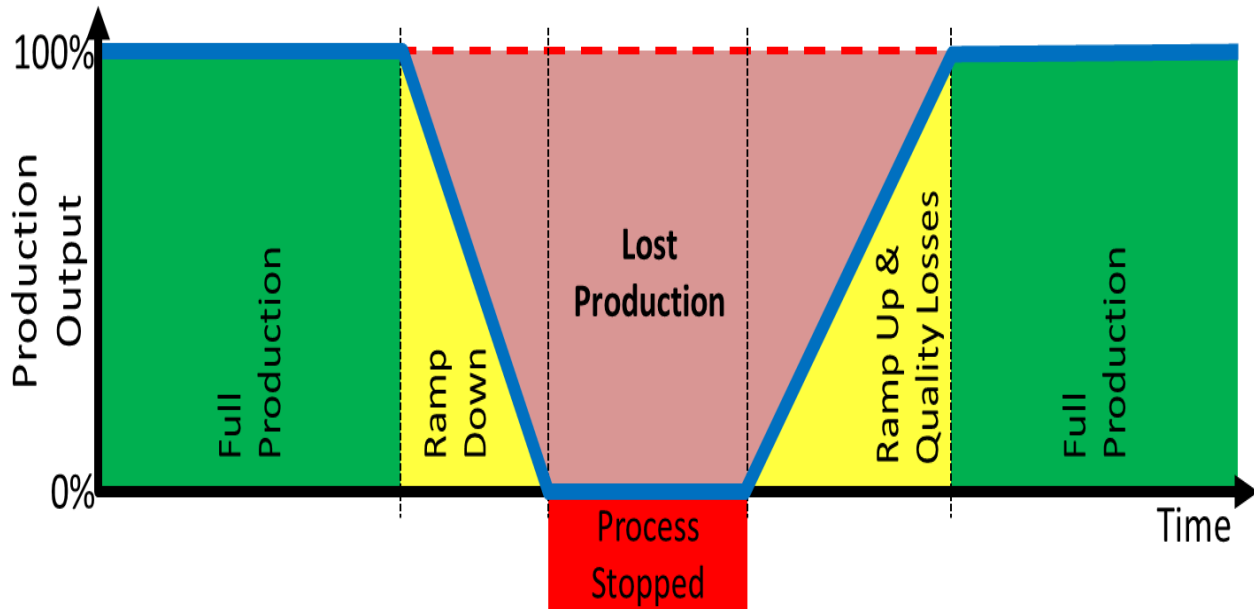 100%
Production
Output
0%
Full
Production
Ramp
Down
Lost
Production
Process
Stopped
Ramp Up &
Quality Losses
Full
Production
Time